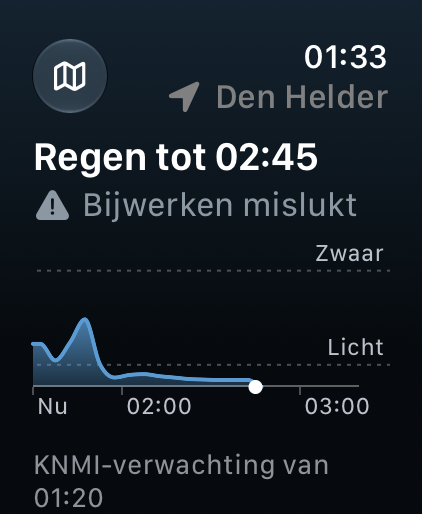 01:33
Den Helder
Regen tot 02:45
Bijwerken mislukt
Zwaar
Licht
Nu 02:00 03:00
KNMI-verwachting van
01:20